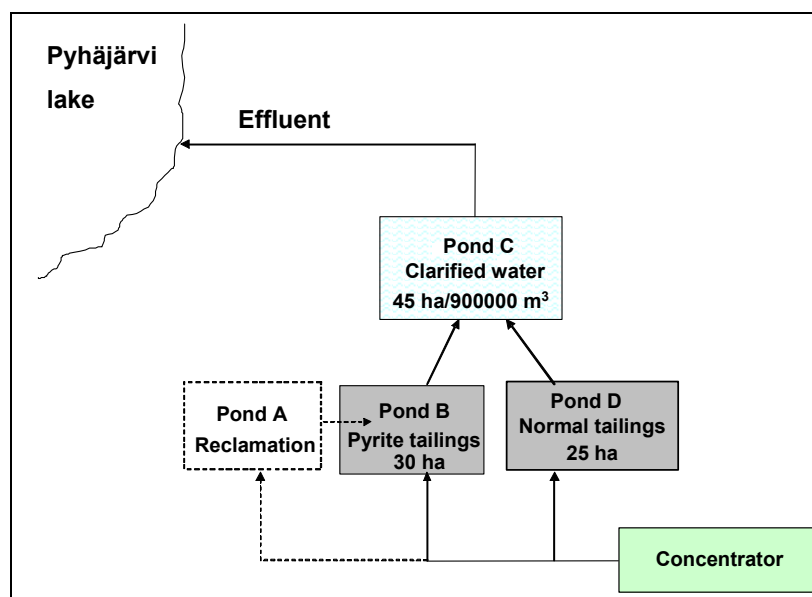 Pyhäjärvi
lake
Effluent
Pond C
Clarified water
45 ha/900000 m³
Pond A
Reclamation
Pond B
Pyrite tailings
30 ha
Pond D
Normal tailings
25 ha
Concentrator